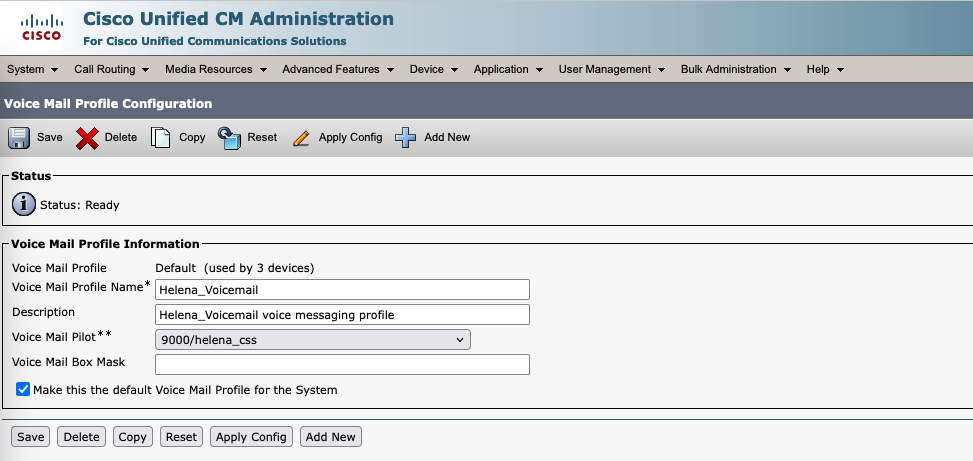 Cisco Unified CM Administration
CISCO
For Cisco Unified Communications Solutions
System Call Routing Media Resources Advanced Features Device Application User Management Bulk Administration Help
Voice Mail Profile Configuration
Save Delete Copy Reset Apply Config Add New
Status
i Status: Ready
Voice Mail Profile Information
Voice Mail Profile Default (used by 3 devices)
Voice Mail Profile Name* Helena_Voicemail
Description Helena_Voicemail voice messaging profile
Voice Mail Pilot** 9000/helena_css
Voice Mail Box Mask
Make this the default Voice Mail Profile for the System
Save Delete Copy Reset Apply Config Add New